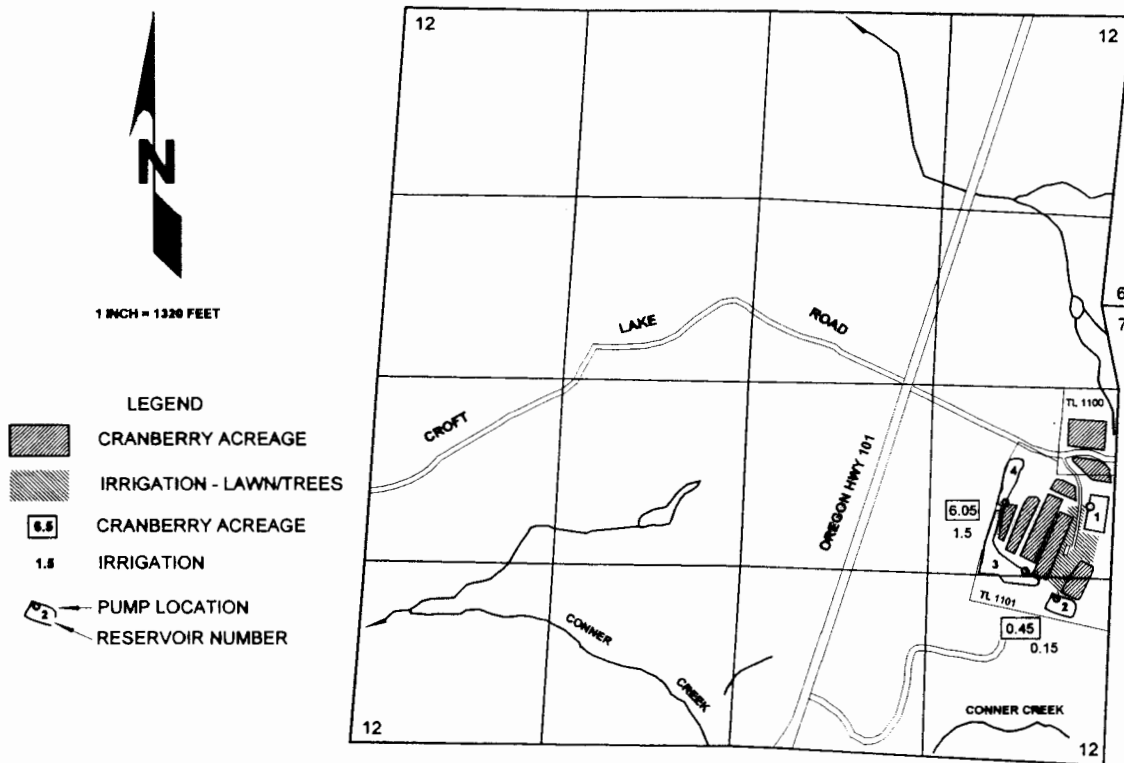 12
12
N
1 INCH = 1320 FEET
6
7
LAKE
ROAD
LEGEND
CRANBERRY ACREAGE
IRRIGATION - LAWN/TREES
6.5
CRANBERRY ACREAGE
1.5
IRRIGATION
2
PUMP LOCATION
RESERVOIR NUMBER
CROFT
OREGON HWY 101
TL 1100
4
1
6.05
1.5
3
2
TL 1101
0.45
0.15
CONNER
CREEK
CONNER CREEK
12
12